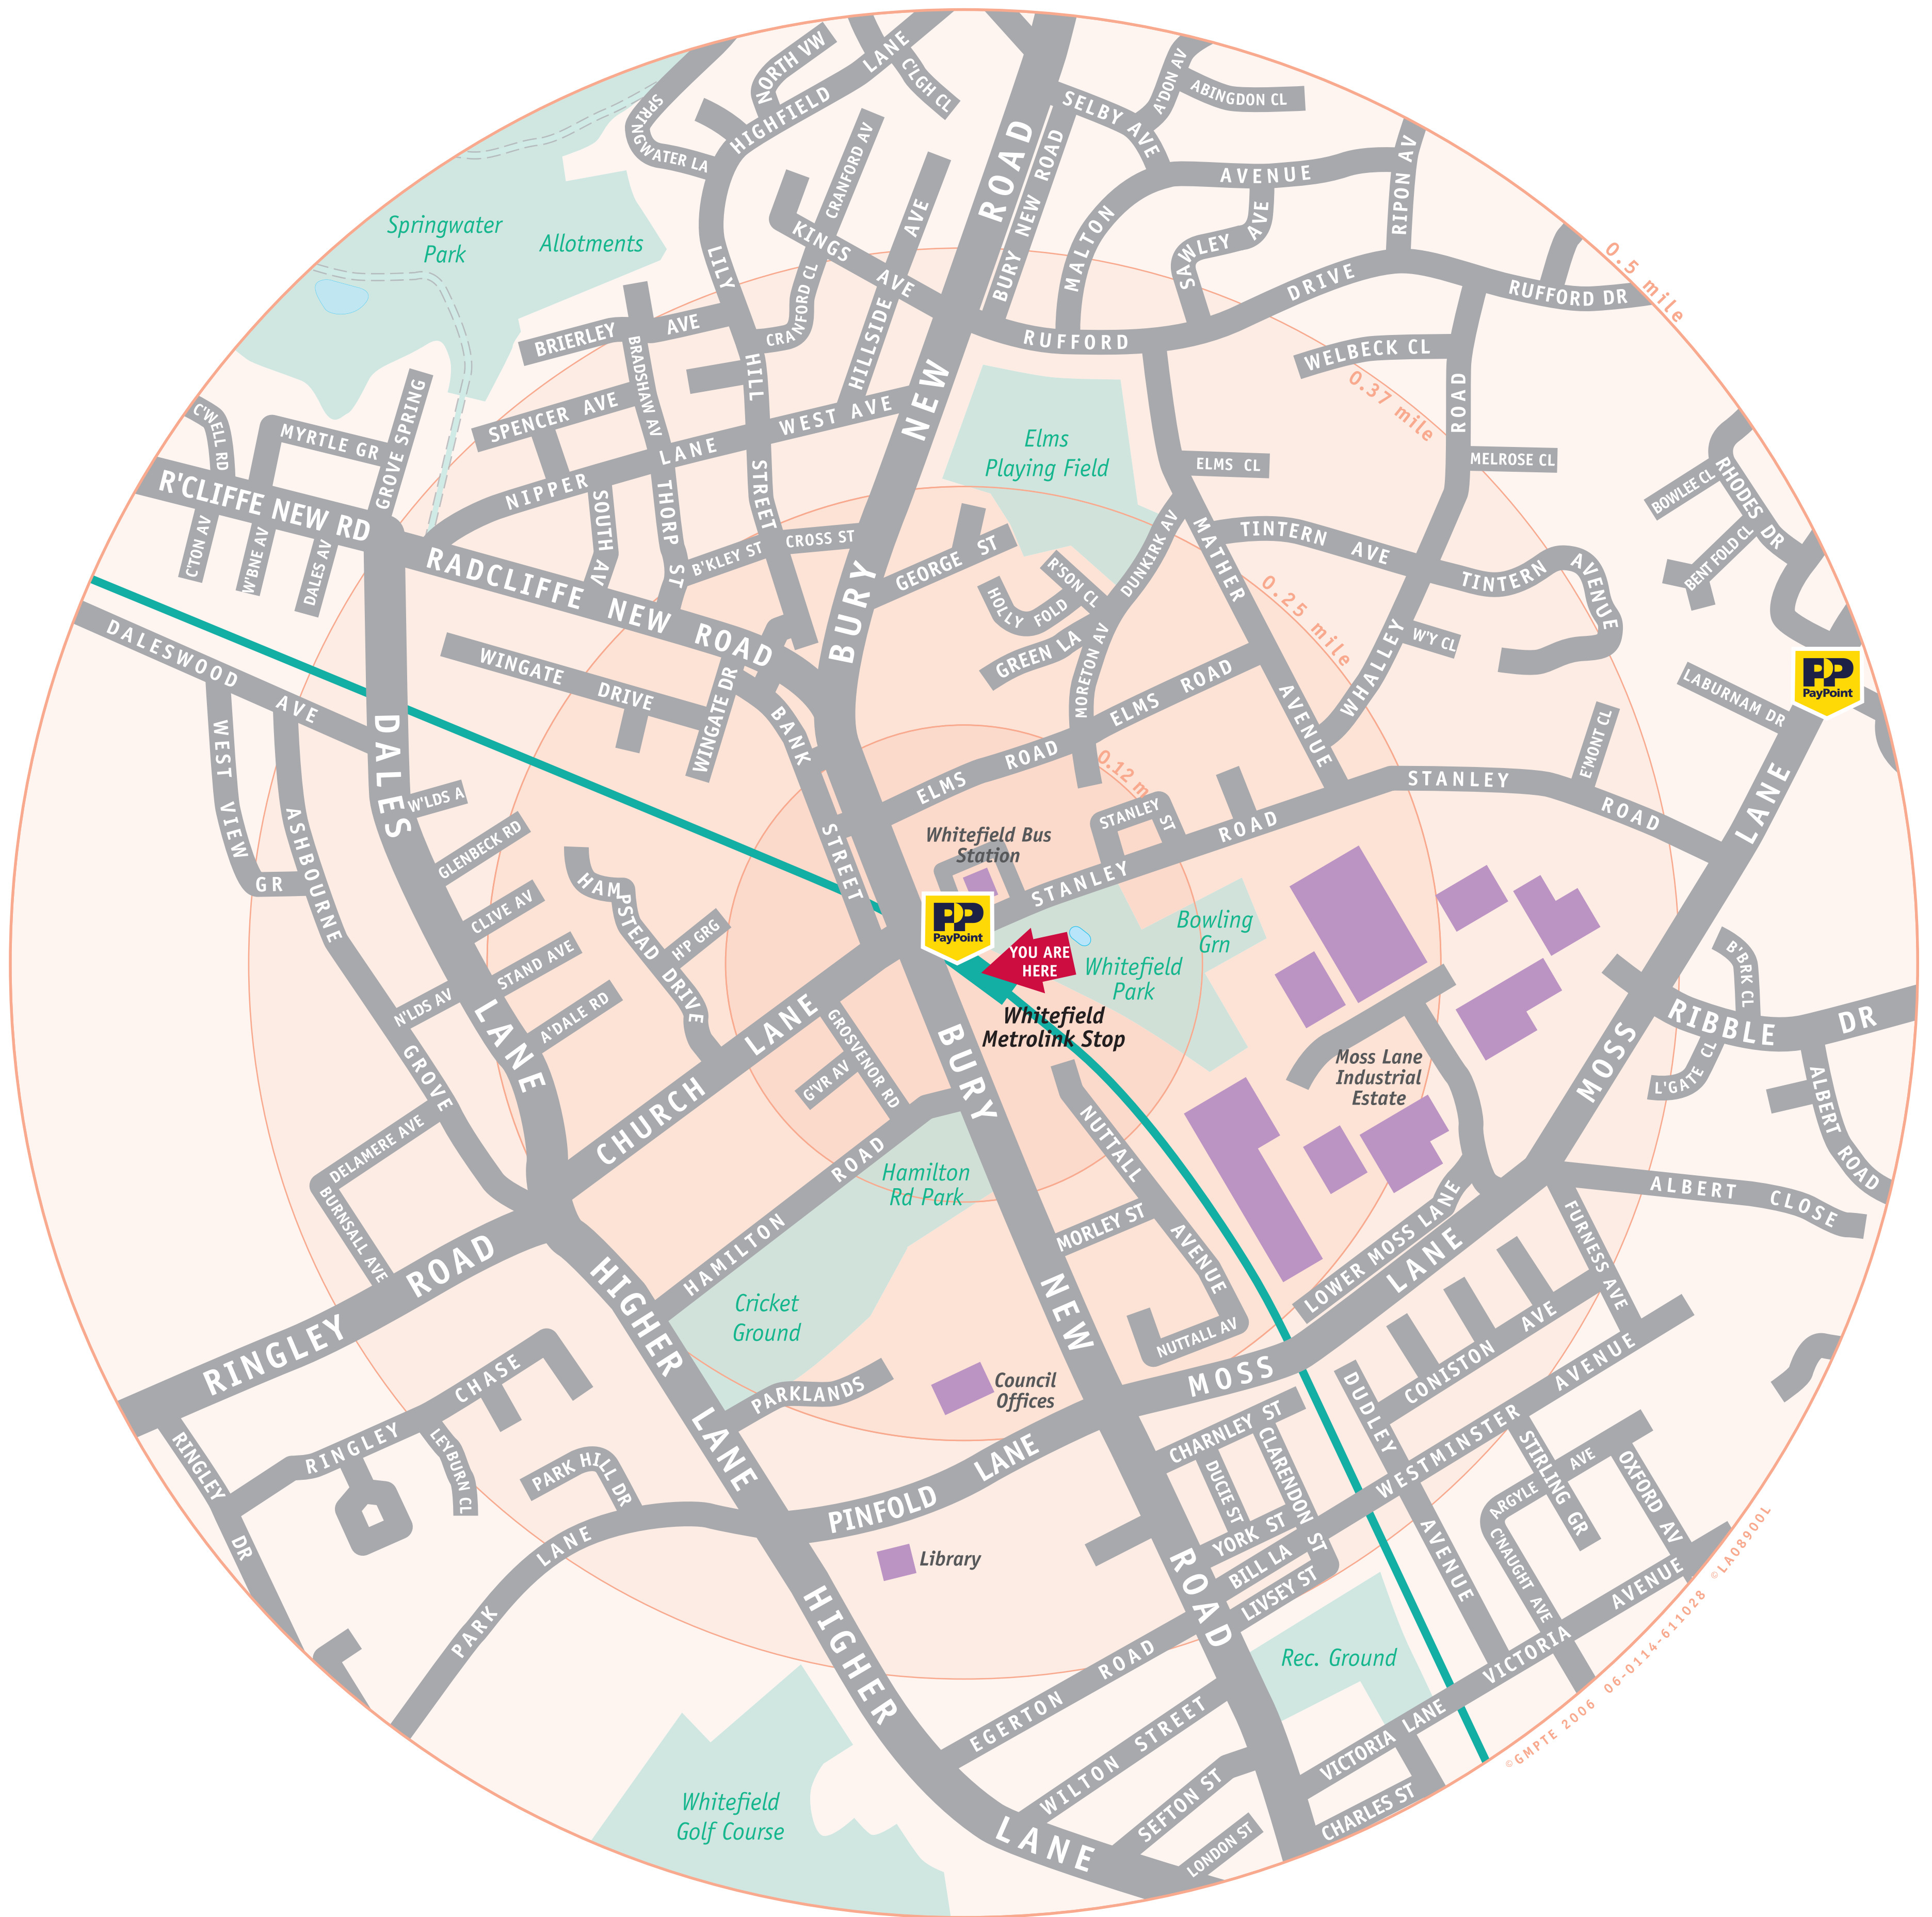 NORTH VW
HIGHFIELD
LANE
C'LGH CL
SPRINGWATER LA
A'DON AV
ABINGDON CL
SELBY AVE
ROAD
BURY NEW ROAD
CRANFORD AV
AVENUE
RIPON AV
MALTON
SAWLEY AVE
0.5 mile
Springwater
Park
Allotments
KINGS AVE
HILLSIDE AVE
CRANFORD CL
LILY
HILL
STREET
BRIERLEY AVE
BRADSHAW AV
SPENCER AVE
RUFFORD
DRIVE
RUFFORD DR
WELBECK CL
0.37 mile
ROAD
NEW
WEST AVE
NIPPER LANE
Elms
Playing Field
ELMS CL
MELROSE CL
C'WELL RD
MYRTLE GR
GROVE SPRING
R'CLIFFE NEW RD
C'TON AV
W'BNE AV
DALES AV
SOUTH AV
THORP ST
B'KLEY ST
CROSS ST
GEORGE ST
R'SON CL
HOLLY FOLD
DUNKIRK AV
MATHER
AVENUE
TINTERN AVE
TINTERN AVENUE
BOWLEE CL
RHODES DR
BENT FOLD CL
RADCLIFFE NEW ROAD
BURY
GREEN LA
MORETON AV
0.25 mile
WHALLEY
W'Y CL
DALESWOOD AVE
WINGATE DRIVE
WINGATE DR
BANK
STREET
ELMS ROAD
ELMS ROAD
LABURNAM DR
PP
PayPoint
E'MONT CL
WEST VIEW
GR
ASHBOURNE
GROVE
DALES
LANE
W'LDS A
GLENBECK RD
CLIVE AV
STAND AVE
N'LDS AV
A'DALE RD
HAMPSTEAD DRIVE
H'P GRG
0.12 m
STANLEY ST
STANLEY
ROAD
STANLEY
ROAD
LANE
Whitefield Bus
Station
PP
PayPoint
YOU ARE
HERE
Whitefield
Park
Bowling
Grn
Whitefield
Metrolink Stop
Moss Lane
Industrial
Estate
B'BRK CL
RIBBLE DR
L'GATE CL
ALBERT ROAD
ALBERT CLOSE
MOSS
CHURCH LANE
GROSVENOR RD
G'VR AV
BURY
NEW
ROAD
NUTTALL
AVENUE
NUTTALL AV
MORLEY ST
DELAMERE AVE
BURNSALL AVE
HAMILTON ROAD
Hamilton
Rd Park
Cricket
Ground
LOWER MOSS LANE
MOSS
LANE
FURNESS AVE
CONISTON AVE
RINGLEY ROAD
HIGHER
LANE
PARKLANDS
Council
Offices
RINGLEY CHASE
RINGLEY DR
LEYBURN CL
PARK HILL DR
PARK LANE
PINFOLD LANE
Library
CHARNLEY ST
CLARENDON ST
DUCIE ST
YORK ST
BILL LA
LIVSEY ST
DUDLEY
AVENUE
WESTMINSTER AVENUE
STIRLING GR
ARGYLE AVE
C'NAUGHT AVE
OXFORD AV
VICTORIA AVENUE
HIGHER
LANE
EGERTON ROAD
WILTON STREET
SEFTON ST
LONDON ST
Rec. Ground
VICTORIA LANE
CHARLES ST
Whitefield
Golf Course
©GMPTE 2006 06-0114-611028 ©LA08900L